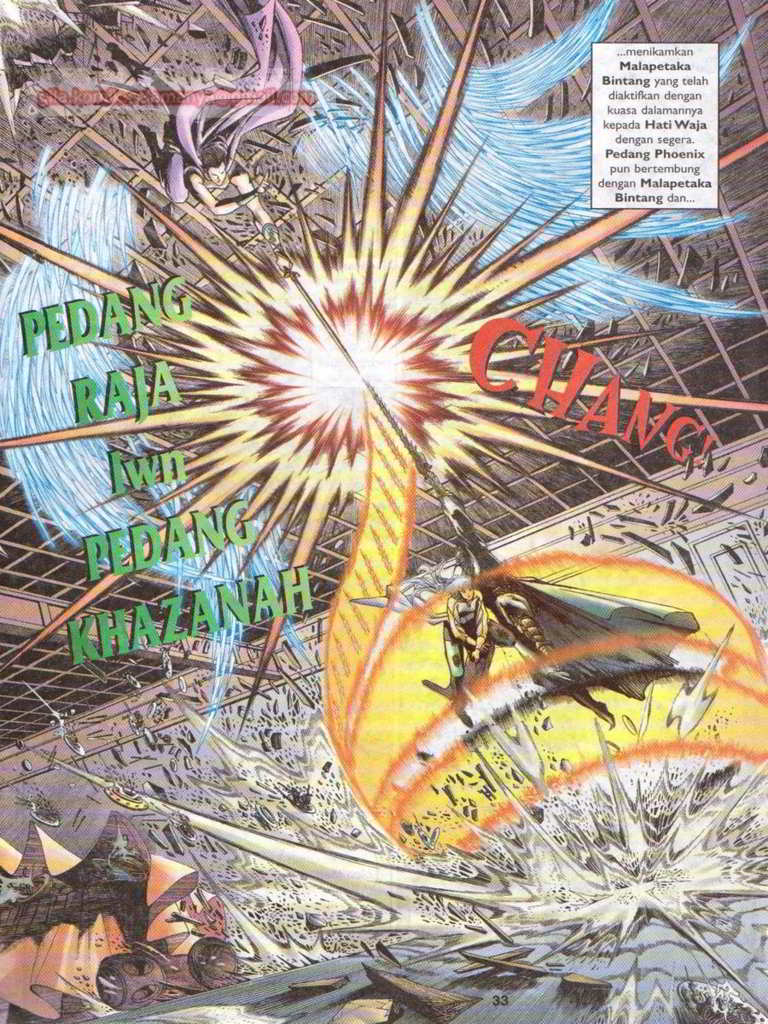 ...menikamkan
Malapetaka
Bintang yang telah
diaktifkan dengan
kuasa dalamannya
kepada Hati Waja
dengan segera.
Pedang Phoenix
pun bertembung
dengan Malapetaka
Bintang dan...
PEDANG
RAJA
lwn
PEDANG
KHAZANAH
CHANG!
33